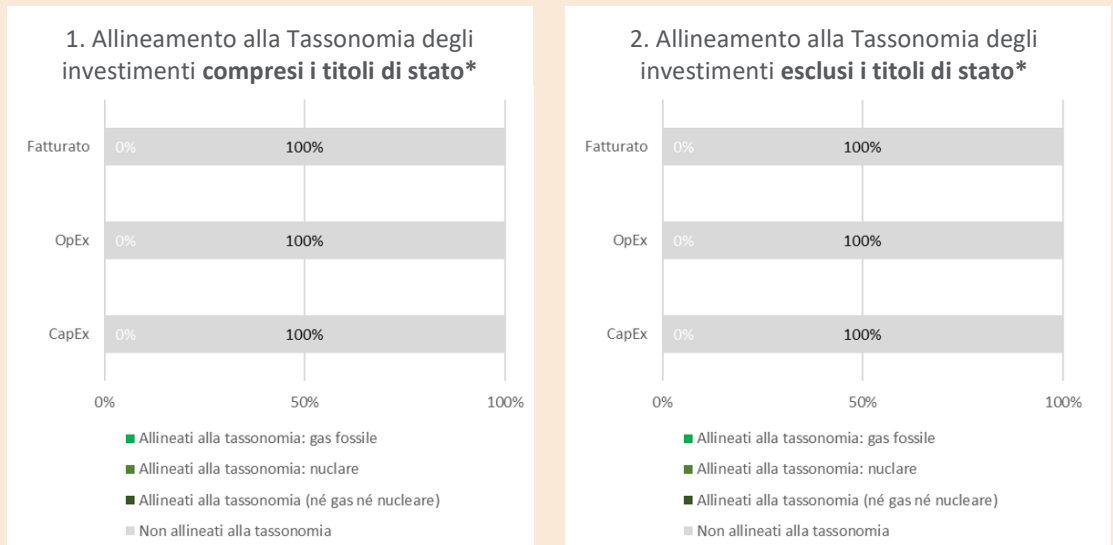 1. Allineamento alla Tassonomia degli
investimenti compresi i titoli di stato*
Fatturato 0% 100%
OpEx 0% 100%
CapEx 0% 100%
0% 50% 100%
Allineati alla tassonomia: gas fossile
Allineati alla tassonomia: nuclare
Allineati alla tassonomia (né gas né nucleare)
Non allineati alla tassonomia
2. Allineamento alla Tassonomia degli
investimenti esclusi i titoli di stato*
Fatturato 0% 100%
OpEx 0% 100%
CapEx 0% 100%
0% 50% 100%
Allineati alla tassonomia: gas fossile
Allineati alla tassonomia: nuclare
Allineati alla tassonomia (né gas né nucleare)
Non allineati alla tassonomia